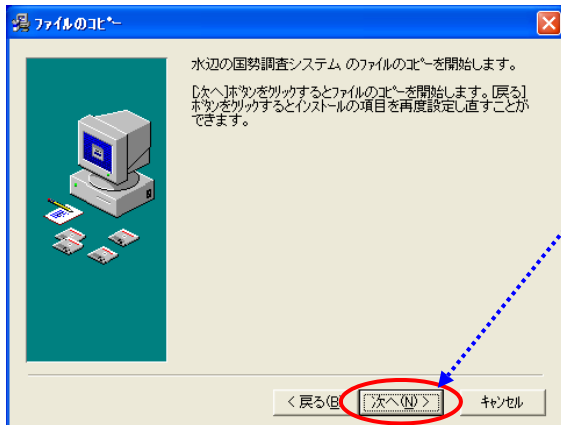 ﾌｧｲﾙのｺﾋﾟｰ
水辺の国勢調査システム のﾌｧｲﾙのｺﾋﾟｰを開始します。
[次へ]ﾎﾞﾀﾝをｸﾘｯｸするとﾌｧｲﾙのｺﾋﾟｰを開始します。[戻る]
ﾎﾞﾀﾝをｸﾘｯｸするとｲﾝｽﾄｰﾙの項目を再度設定し直すことが
できます。
< 戻る(B 次へ(N) > ｷｬﾝｾﾙ